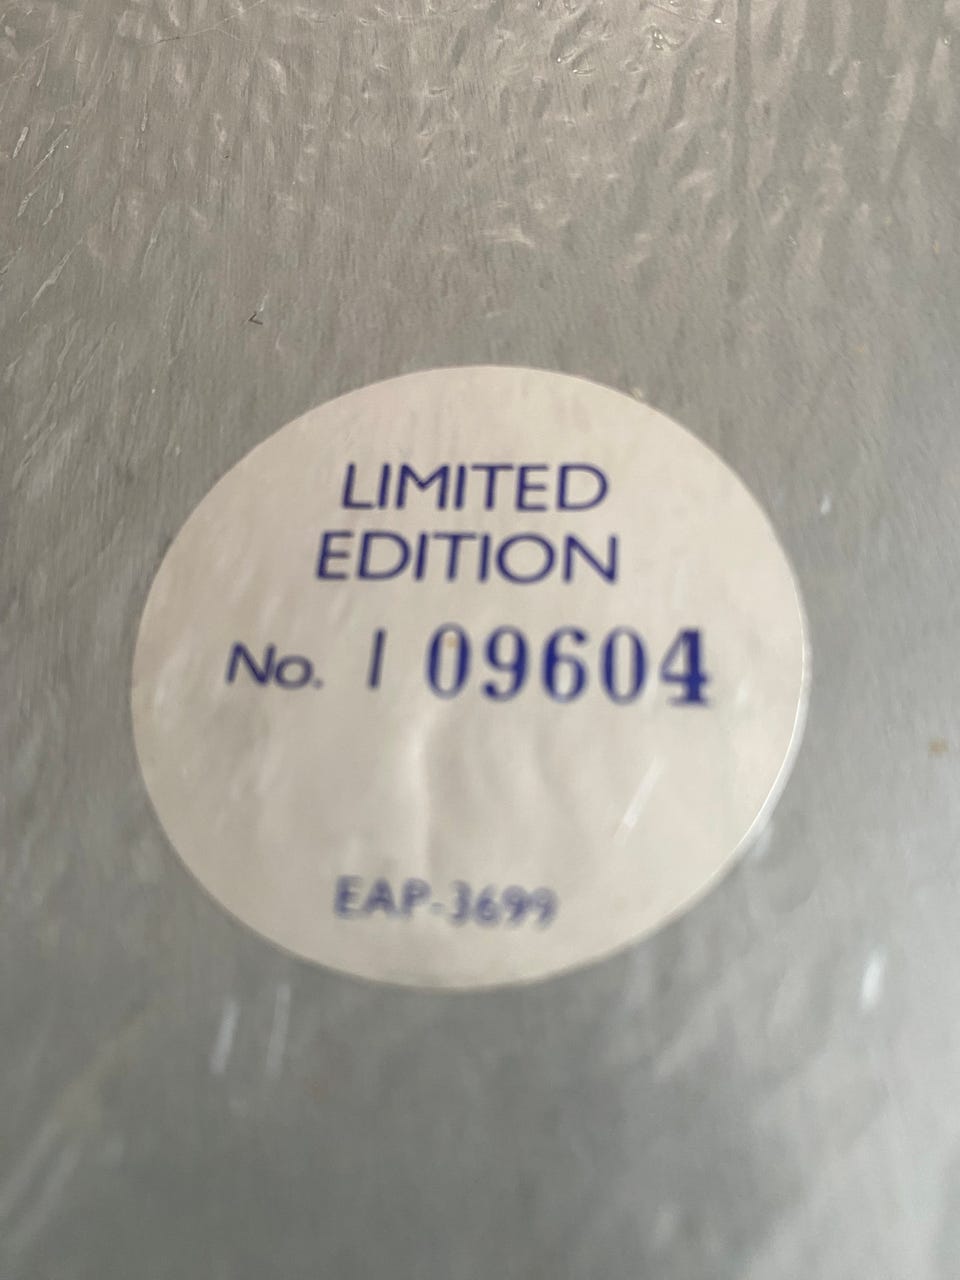 LIMITED
EDITION
No. 1 09604
EAP-3699